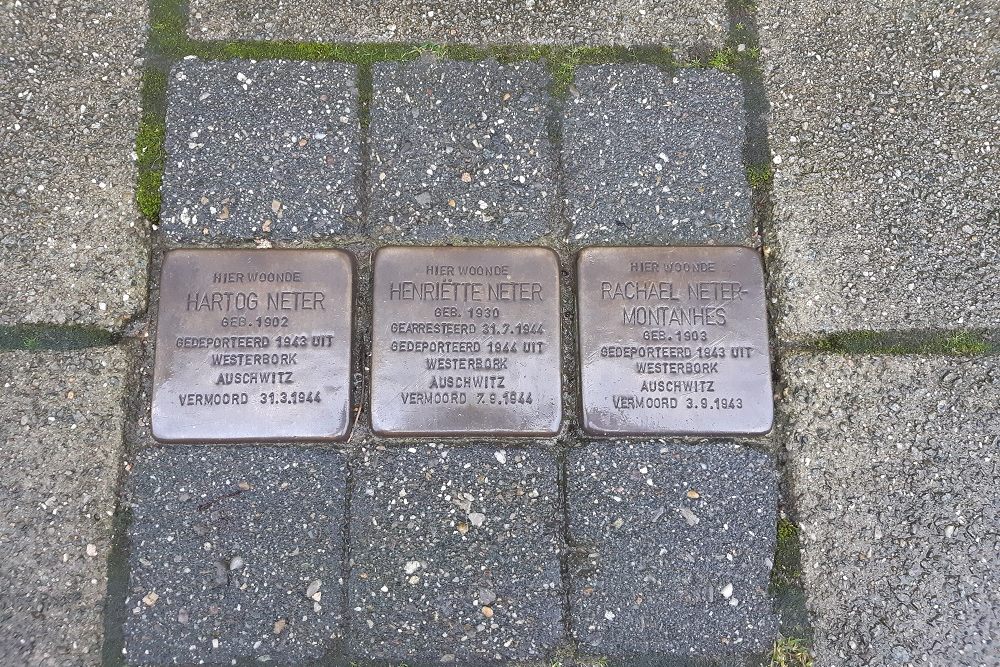 HIER WOONDE
HARTOG NETER
GEB. 1902
GEDEPORTEERD 1943 UIT
WESTERBORK
AUSCHWITZ
VERMOORD 31.3.1944
HIER WOONDE
HENRIËTTE NETER
GEB. 1930
GEARRESTEERD 31.7.1944
GEDEPORTEERD 1944 UIT
WESTERBORK
AUSCHWITZ
VERMOORD 7.9.1944
HIER WOONDE
RACHAEL NETER-
MONTANHES
GEB. 1903
GEDEPORTEERD 1943 UIT
WESTERBORK
AUSCHWITZ
VERMOORD 3.9.1943